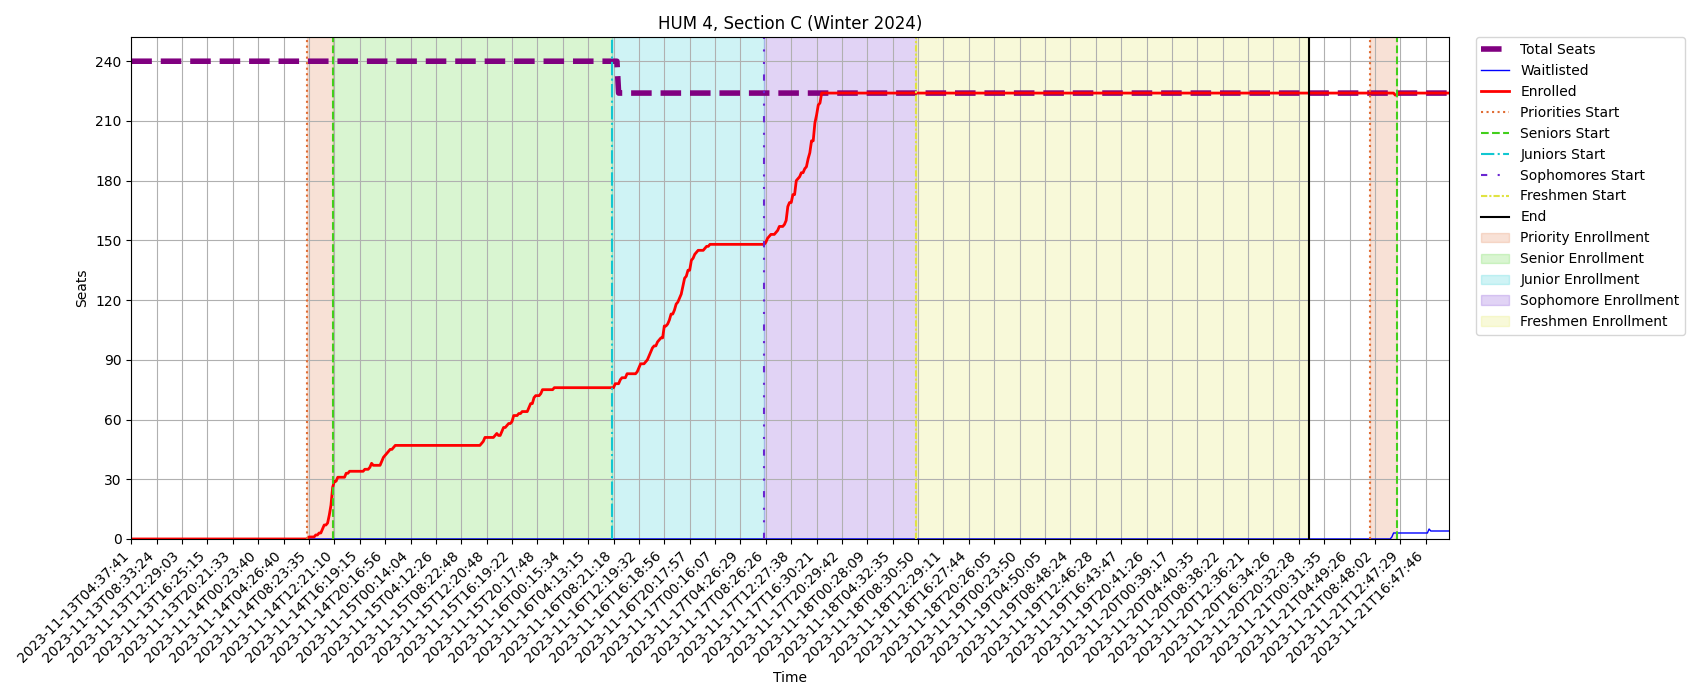 HUM 4, Section C (Winter 2024)
Seats
240
210
180
150
120
90
60
30
0
2023-11-13T04:37:41
2023-11-13T08:33:24
2023-11-13T12:29:03
2023-11-13T16:25:15
2023-11-13T20:21:33
2023-11-14T00:23:40
2023-11-14T04:26:40
2023-11-14T08:23:35
2023-11-14T12:21:10
2023-11-14T16:19:15
2023-11-14T20:16:56
2023-11-15T00:14:04
2023-11-15T04:12:26
2023-11-15T08:22:48
2023-11-15T12:20:48
2023-11-15T16:19:22
2023-11-15T20:17:48
2023-11-16T00:15:34
2023-11-16T04:13:15
2023-11-16T08:21:18
2023-11-16T12:19:32
2023-11-16T16:18:56
2023-11-16T20:17:57
2023-11-17T00:16:07
2023-11-17T04:26:29
2023-11-17T08:26:26
2023-11-17T12:27:38
2023-11-17T16:30:21
2023-11-17T20:29:42
2023-11-18T00:28:09
2023-11-18T04:32:35
2023-11-18T08:30:50
2023-11-18T12:29:11
2023-11-18T16:27:44
2023-11-18T20:26:05
2023-11-19T00:23:50
2023-11-19T04:50:05
2023-11-19T08:48:24
2023-11-19T12:46:28
2023-11-19T16:43:47
2023-11-19T20:41:26
2023-11-20T00:39:17
2023-11-20T04:40:35
2023-11-20T08:38:22
2023-11-20T12:36:21
2023-11-20T16:34:26
2023-11-20T20:32:28
2023-11-21T00:31:35
2023-11-21T04:49:26
2023-11-21T08:48:02
2023-11-21T12:47:29
2023-11-21T16:47:46
Time
Total Seats
Waitlisted
Enrolled
Priorities Start
Seniors Start
Juniors Start
Sophomores Start
Freshmen Start
End
Priority Enrollment
Senior Enrollment
Junior Enrollment
Sophomore Enrollment
Freshmen Enrollment